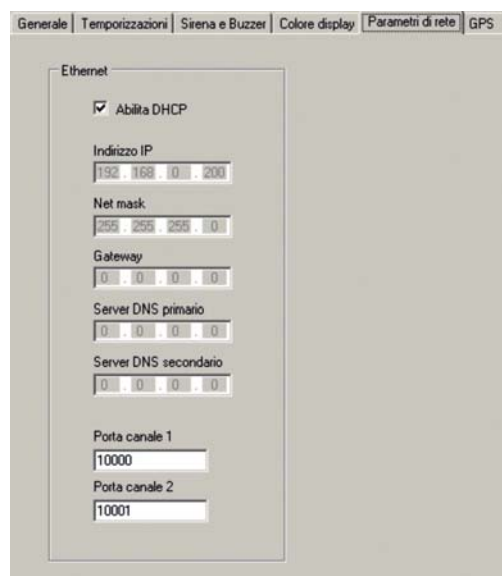 Generale Temporizzazioni Sirena e Buzzer Colore display Parametri di rete GPS
Ethernet
Abilita DHCP
Indirizzo IP
192 . 168 . 0 . 200
Net mask
255 . 255 . 255 . 0
Gateway
0 . 0 . 0 . 0
Server DNS primario
0 . 0 . 0 . 0
Server DNS secondario
0 . 0 . 0 . 0
Porta canale 1
10000
Porta canale 2
10001